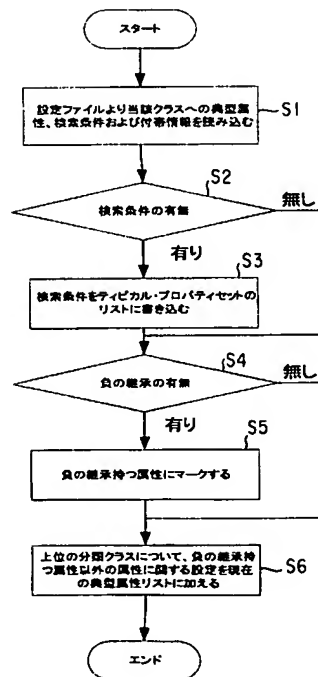 スタート
設定ファイルより当該クラスへの典型属
性、検索条件および付帯情報を読み込む
S1
S2
検索条件の有無
無し
有り
S3
検索条件をティピカル・プロパティセットの
リストに書き込む
S4
負の継承の有無
無し
有り
S5
負の継承持つ属性にマークする
上位の分類クラスについて、負の継承持
つ属性以外の属性に関する設定を現在
の典型属性リストに加える
S6
エンド